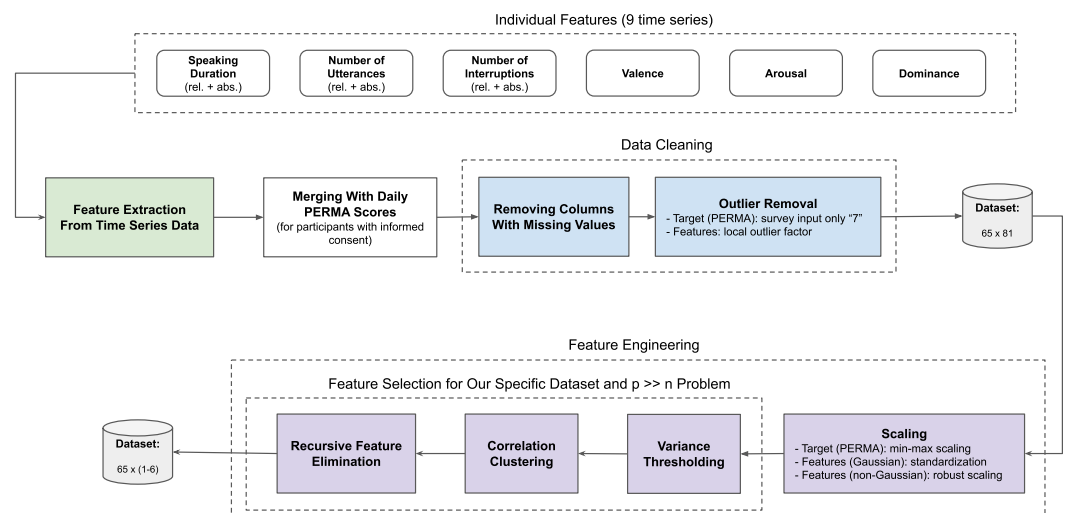 Individual Features (9 time series)
Speaking
Duration
(rel. + abs.)
Number of
Utterances
(rel. + abs.)
Number of
Interruptions
(rel. + abs.)
Valence
Arousal
Dominance
Data Cleaning
Feature Extraction
From Time Series Data
Merging With Daily
PERMA Scores
(for participants with informed
consent)
Removing Columns
With Missing Values
Outlier Removal
- Target (PERMA): survey input only “7”
- Features: local outlier factor
Dataset:
65 x 81
Feature Engineering
Feature Selection for Our Specific Dataset and p >> n Problem
Dataset:
65 x (1-6)
Recursive Feature
Elimination
Correlation
Clustering
Variance
Thresholding
Scaling
- Target (PERMA): min-max scaling
- Features (Gaussian): standardization
- Features (non-Gaussian): robust scaling